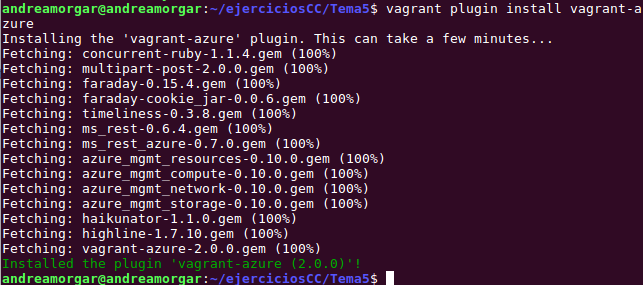 andreamorgar@andreamorgar:~/ejerciciosCC/Tema5$ vagrant plugin install vagrant-a
zure
Installing the 'vagrant-azure' plugin. This can take a few minutes...
Fetching: concurrent-ruby-1.1.4.gem (100%)
Fetching: multipart-post-2.0.0.gem (100%)
Fetching: faraday-0.15.4.gem (100%)
Fetching: faraday-cookie_jar-0.0.6.gem (100%)
Fetching: timeliness-0.3.8.gem (100%)
Fetching: ms_rest-0.6.4.gem (100%)
Fetching: ms_rest_azure-0.7.0.gem (100%)
Fetching: azure_mgmt_resources-0.10.0.gem (100%)
Fetching: azure_mgmt_compute-0.10.0.gem (100%)
Fetching: azure_mgmt_network-0.10.0.gem (100%)
Fetching: azure_mgmt_storage-0.10.0.gem (100%)
Fetching: haikunator-1.1.0.gem (100%)
Fetching: highline-1.7.10.gem (100%)
Fetching: vagrant-azure-2.0.0.gem (100%)
Installed the plugin 'vagrant-azure (2.0.0)'!
andreamorgar@andreamorgar:~/ejerciciosCC/Tema5$